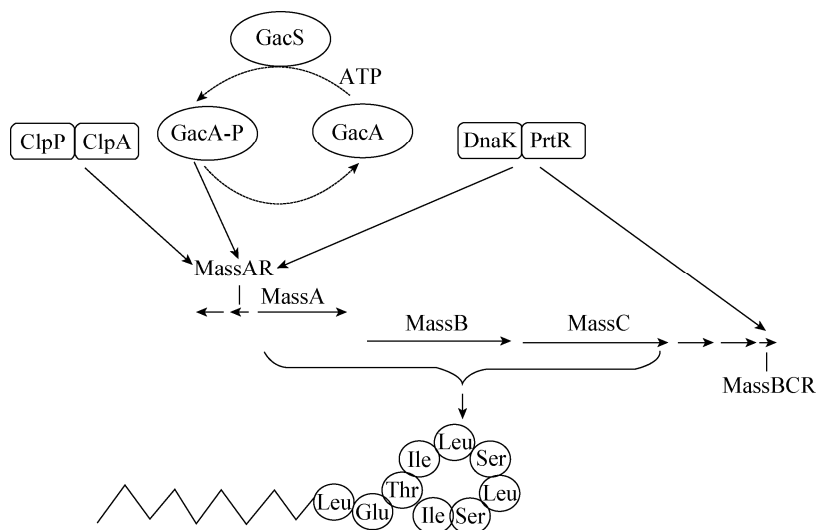 GacS
ATP
ClpP ClpA
GacA-P
GacA
DnaK PrtR
MassAR
MassA
MassB
MassC
MassBCR
Leu
Ile
Ser
Thr
Leu
Leu
Glu
Ile
Ser